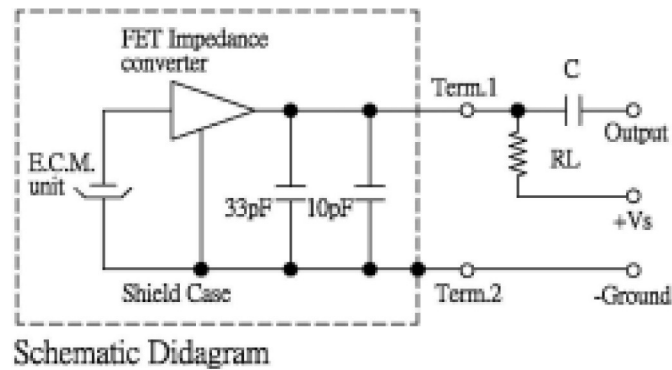 FET Impedance
converter
Term.1
C
Output
E.C.M.
unit
RL
33pF
10pF
+Vs
Shield Case
Term.2
-Ground
Schematic Didagram